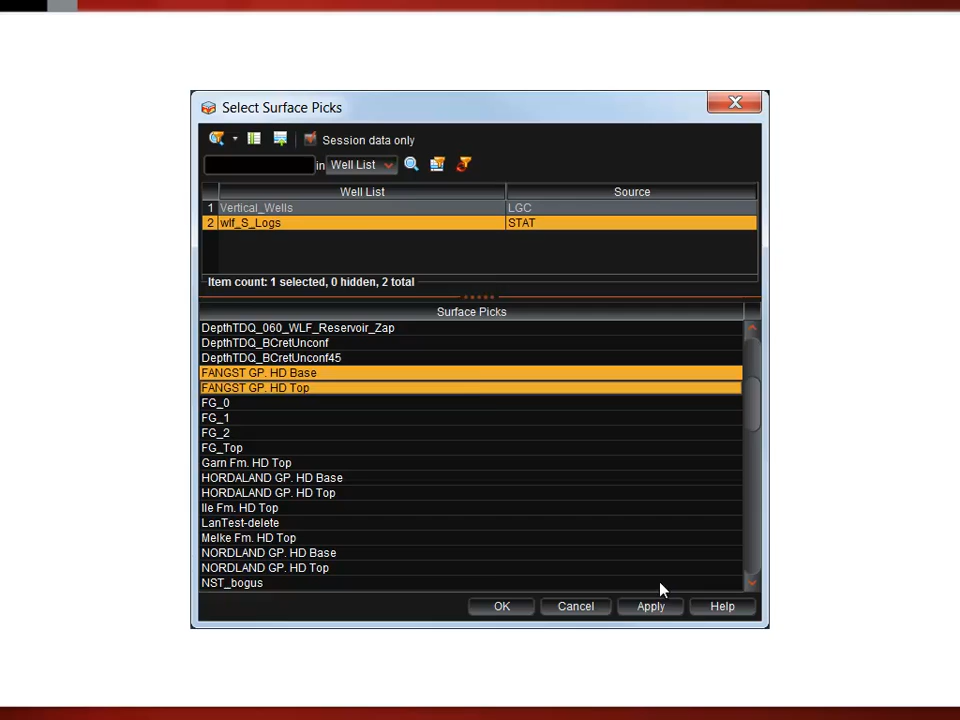 Select Surface Picks
Session data only
in Well List
Well List Source
1 Vertical_Wells LGC
2 wlf_S_Logs STAT
Item count: 1 selected, 0 hidden, 2 total
Surface Picks
DepthTDQ_060_WLF_Reservoir_Zap
DepthTDQ_BCretUnconf
DepthTDQ_BCretUnconf45
FANGST GP. HD Base
FANGST GP. HD Top
FG_0
FG_1
FG_2
FG_Top
Garn Fm. HD Top
HORDALAND GP. HD Base
HORDALAND GP. HD Top
Ile Fm. HD Top
LanTest-delete
Melke Fm. HD Top
NORDLAND GP. HD Base
NORDLAND GP. HD Top
NST_bogus
OK Cancel Apply Help